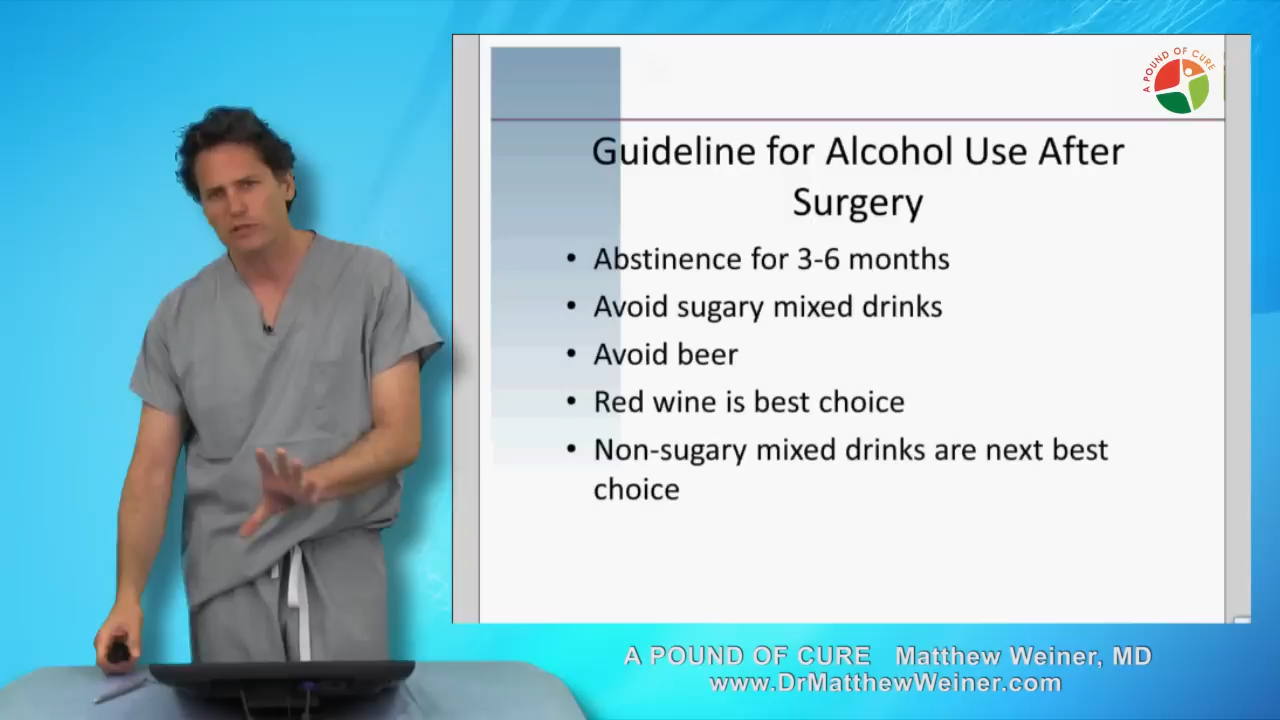 A POUND OF CURE
Guideline for Alcohol Use After
Surgery
• Abstinence for 3-6 months
• Avoid sugary mixed drinks
• Avoid beer
• Red wine is best choice
• Non-sugary mixed drinks are next best
choice
A POUND OF CURE Matthew Weiner, MD
www.DrMatthewWeiner.com